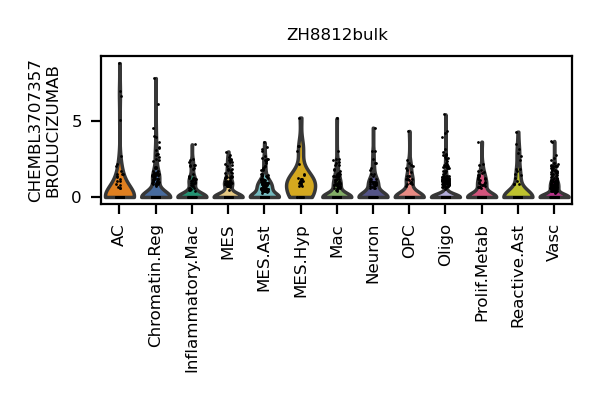 ZH8812bulk
CHEMBL3707357
BROLUCIZUMAB
5
0
AC
Chromatin.Reg
Inflammatory.Mac
MES
MES.Ast
MES.Hyp
Mac
Neuron
OPC
Oligo
Prolif.Metab
Reactive.Ast
Vasc